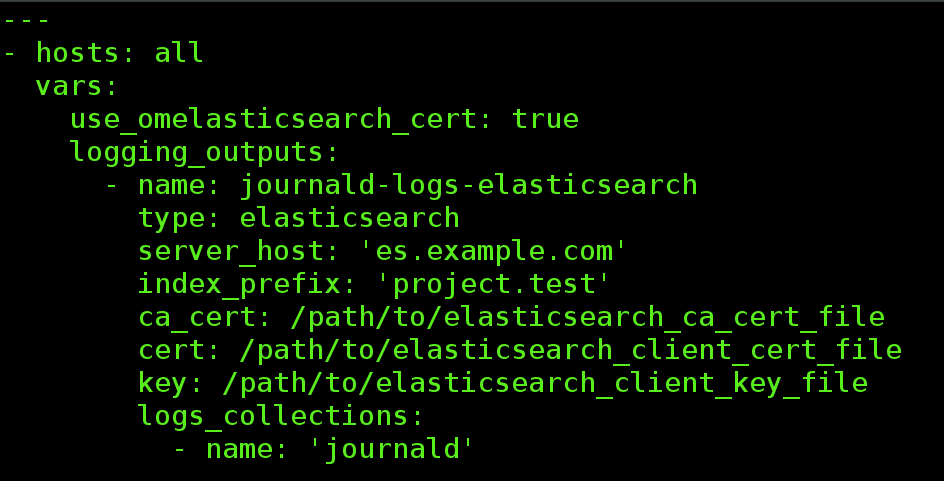 ---
- hosts: all
  vars:
    use_omelasticsearch_cert: true
    logging_outputs:
      - name: journald-logs-elasticsearch
        type: elasticsearch
        server_host: 'es.example.com'
        index_prefix: 'project.test'
        ca_cert: /path/to/elasticsearch_ca_cert_file
        cert: /path/to/elasticsearch_client_cert_file
        key: /path/to/elasticsearch_client_key_file
        logs_collections:
          - name: 'journald'